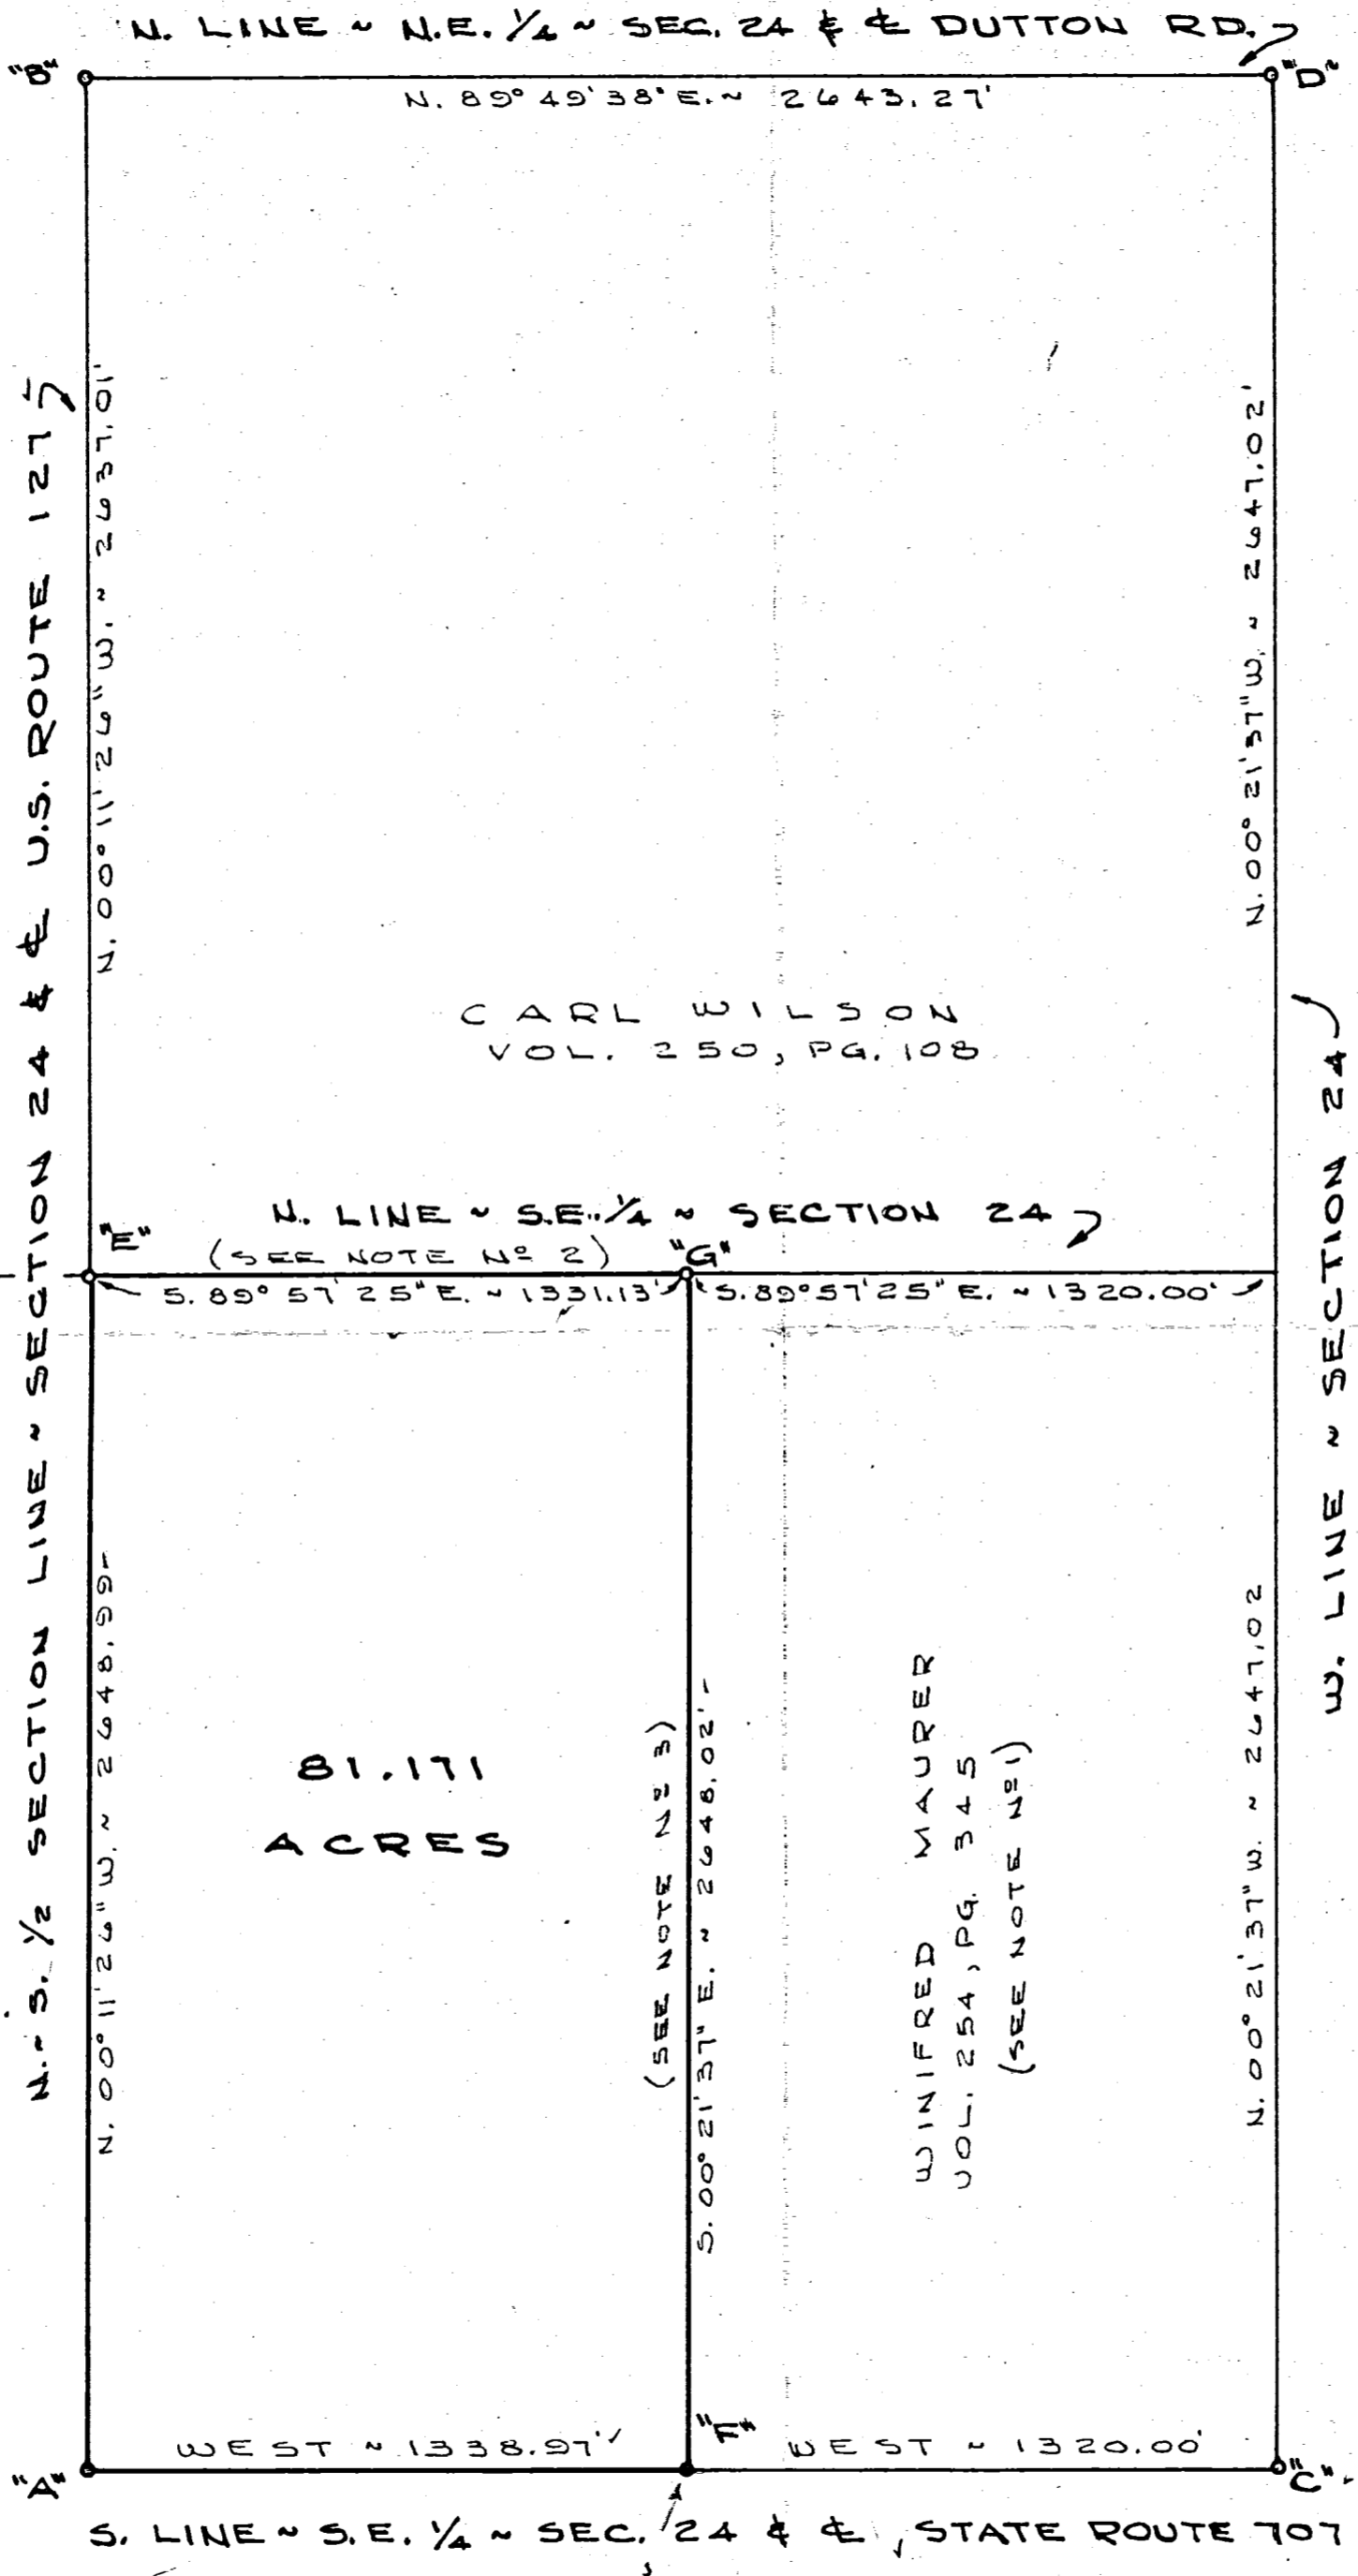 N. LINE ~ N.E. 1/4 ~ SEC. 24 & ℄ DUTTON RD.
"B"
"D"
N. 89° 49' 38" E. ~ 2643.27'
N.~S. 1/2 SECTION LINE ~ SECTION 24 & ℄ U.S. ROUTE 127
N. 00° 11' 26" W. ~ 2637.01'
N. 00° 21' 37" W. ~ 2647.02'
W. LINE ~ SECTION 24
CARL WILSON
VOL. 250, PG. 108
N. LINE ~ S.E. 1/4 ~ SECTION 24
"E"
(SEE NOTE Nº 2)
"G"
S. 89° 57' 25" E. ~ 1331.13'
S. 89° 57' 25" E. ~ 1320.00'
N. 00° 11' 26" W. ~ 2648.99-
81.171
ACRES
(SEE NOTE Nº 3)
S. 00° 21' 37" E. ~ 2648.02'-
WINIFRED MAURER
VOL. 254, PG. 345
(SEE NOTE Nº 1)
N. 00° 21' 37" W. ~ 2647.02
WEST ~ 1338.97'
"F"
WEST ~ 1320.00'
"A"
"C"
S. LINE ~ S.E. 1/4 ~ SEC. 24 & ℄, STATE ROUTE 707